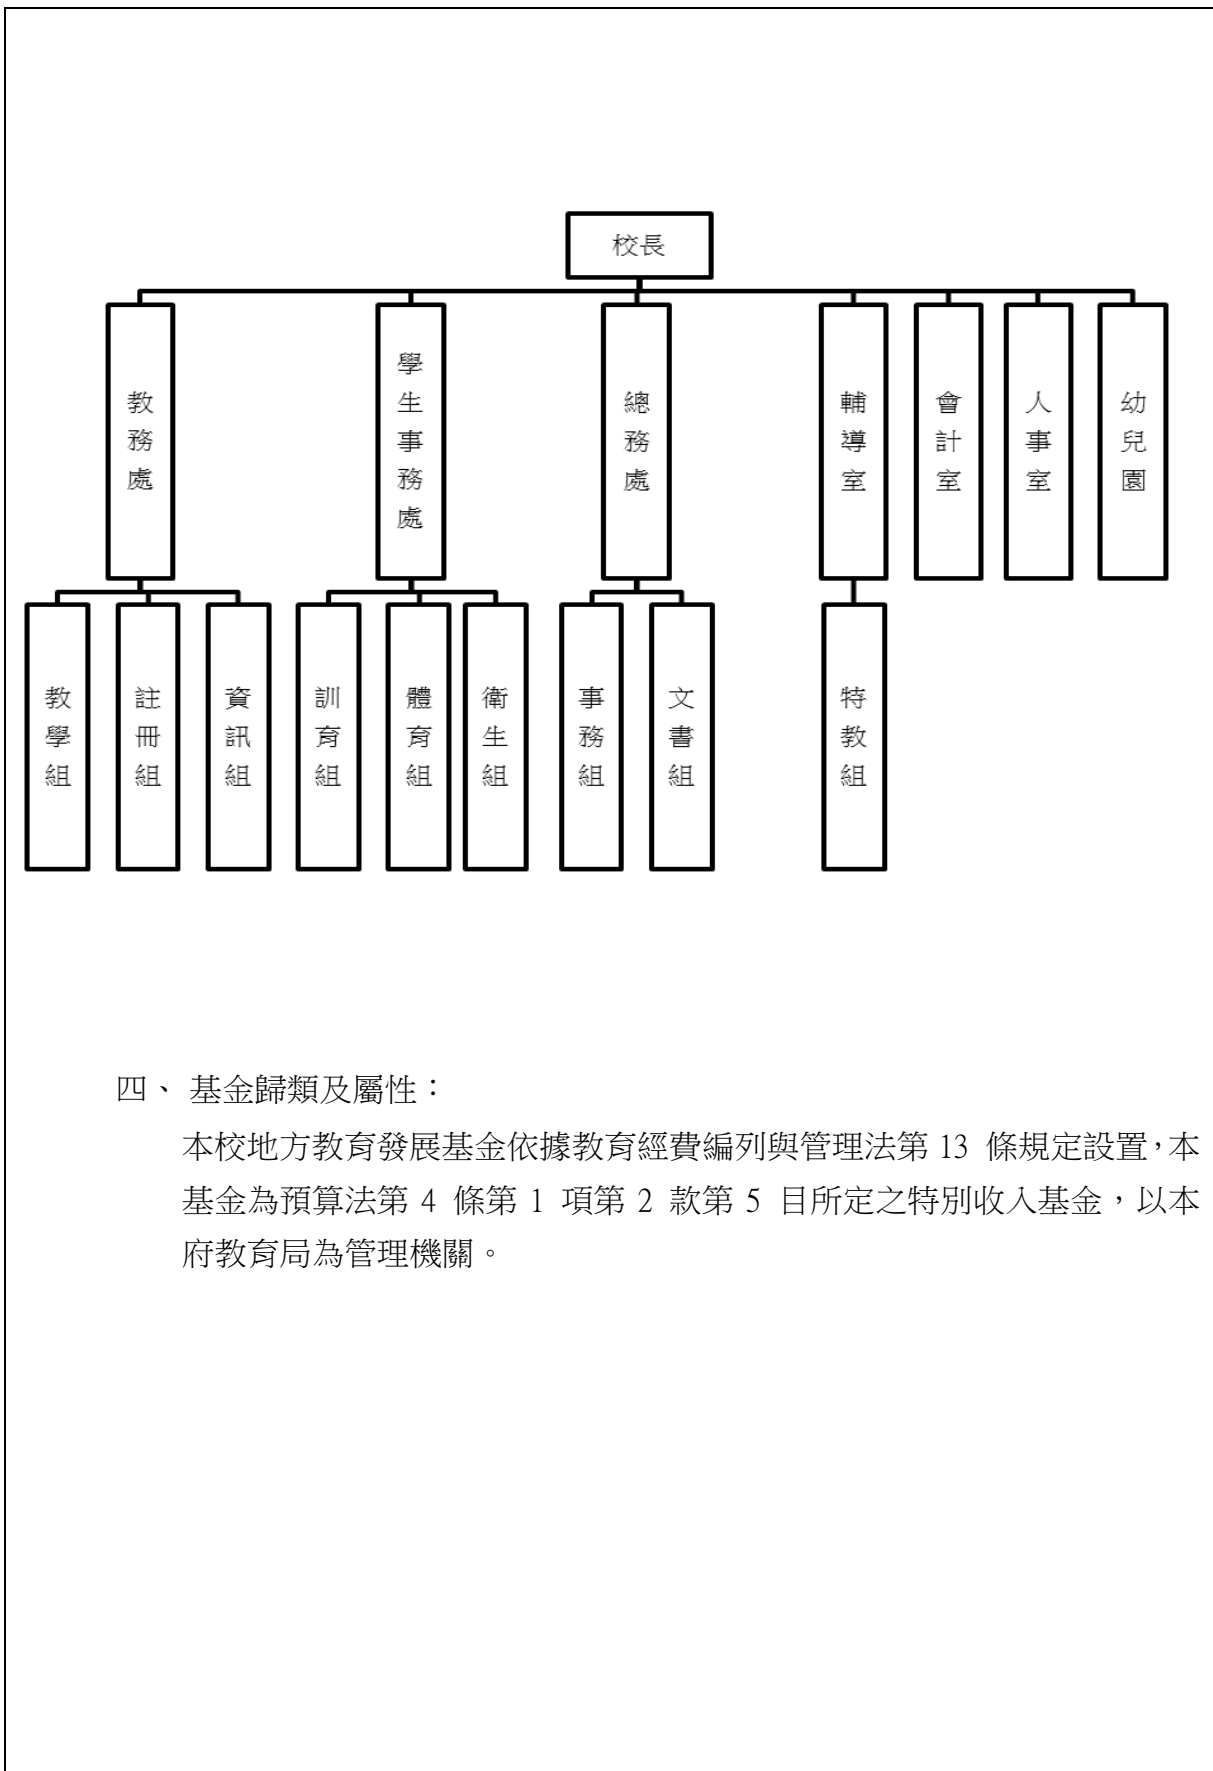 校長
教務處
學生事務處
總務處
輔導室
會計室
人事室
幼兒園
教學組
註冊組
資訊組
訓育組
體育組
衛生組
事務組
文書組
特教組
四、 基金歸類及屬性：
本校地方教育發展基金依據教育經費編列與管理法第 13 條規定設置，本
基金為預算法第 4 條第 1 項第 2 款第 5 目所定之特別收入基金，以本
府教育局為管理機關。